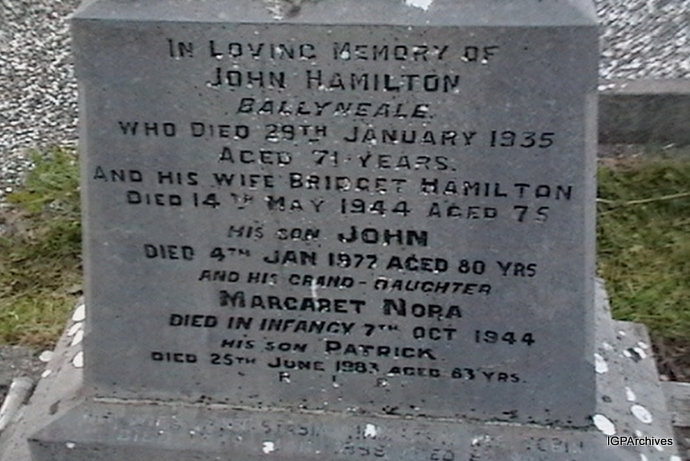 In Loving Memory of
John Hamilton
Ballyneale.
who died 29th January 1935
Aged 71 Years.
And his wife Bridget Hamilton
Died 14th May 1944 Aged 75
His son John
Died 4th Jan 1977 aged 80 yrs
and his grand-daughter
Margaret Nora
Died in infancy 7th Oct 1944
His son Patrick
Died 25th June 1983 aged 83 yrs.
R.I.P.
IGPArchives